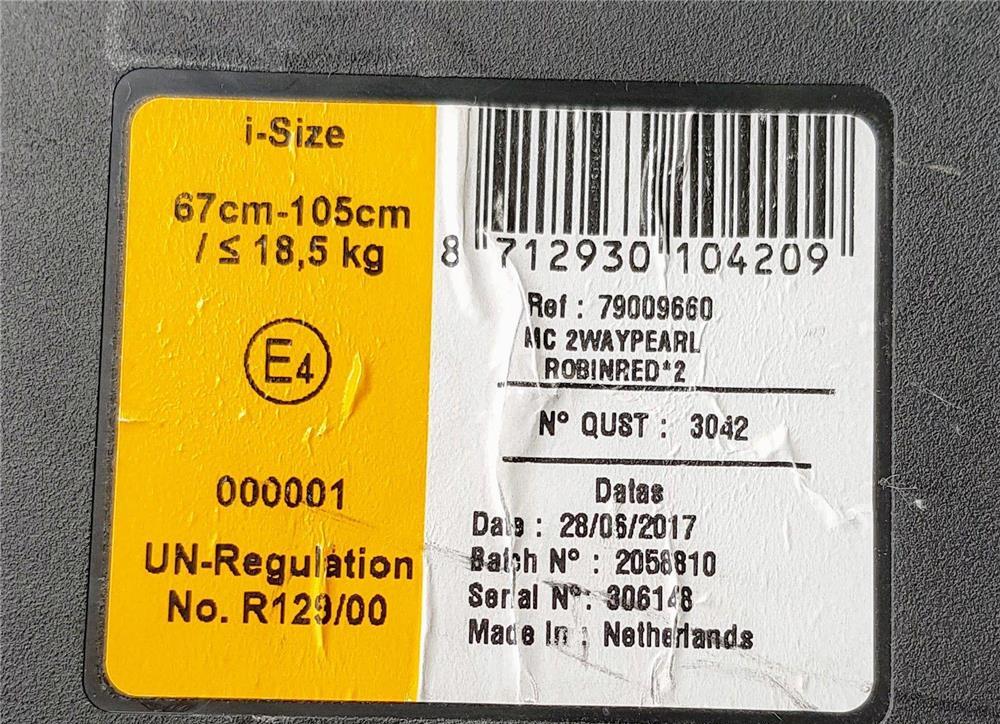 i-Size
67cm-105cm
/ ≤ 18,5 kg
E4
000001
UN-Regulation
No. R129/00
8 712930 104209
Ref : 79009660
MC 2WAYPEARL
ROBINRED*2
N° QUST : 3042
Datas
Date : 28/06/2017
Batch N° : 2058810
Serial N° : 306148
Made In : Netherlands